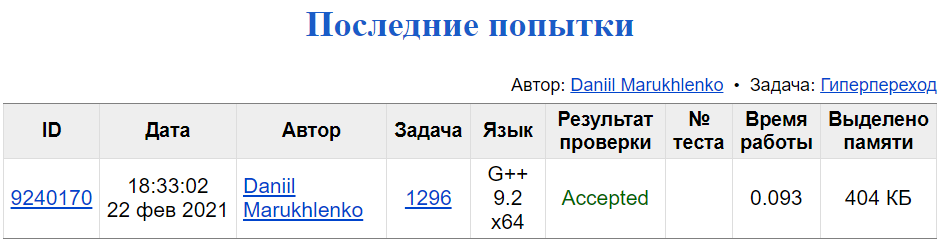 Последние попытки
Автор: Daniil Marukhlenko • Задача: Гиперпереход
ID Дата Автор Задача Язык Результат проверки № теста Время работы Выделено памяти
9240170 18:33:02 22 фев 2021 Daniil Marukhlenko 1296 G++ 9.2 x64 Accepted 0.093 404 КБ